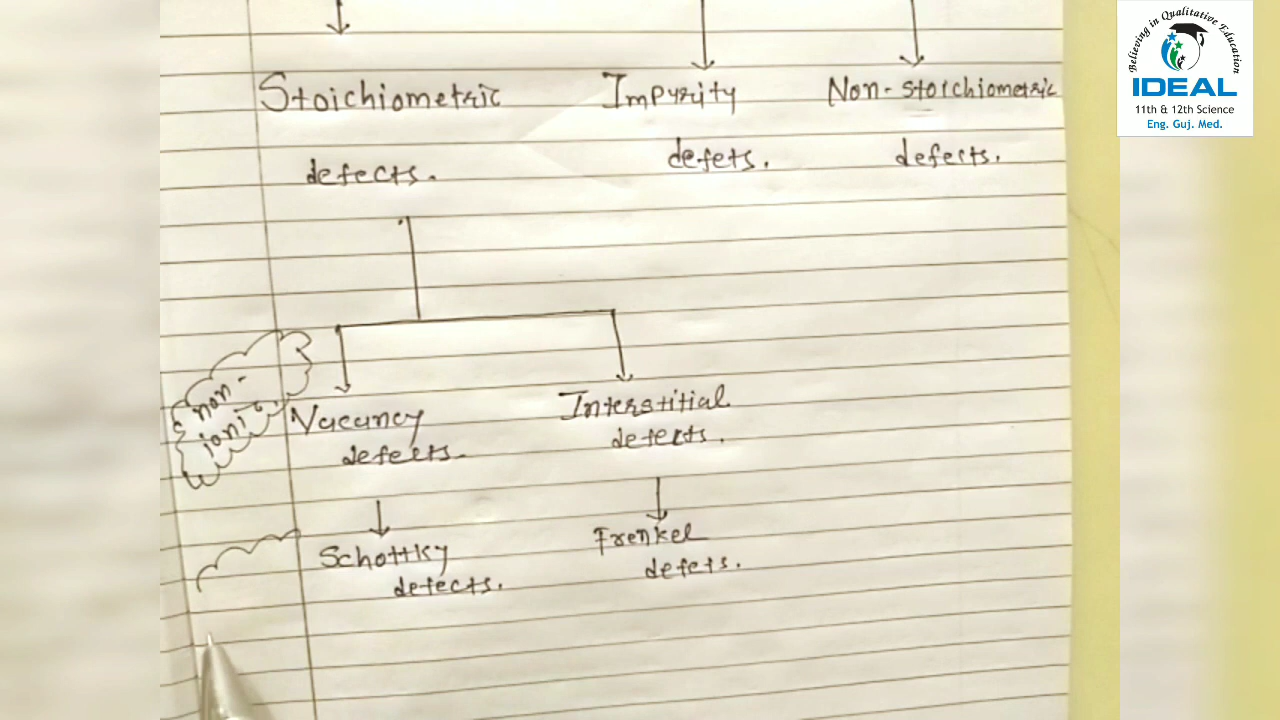 Stoichiometric
defects.
Impurity
defets.
Non-stoichiometric
defects.
non-
ionic
Vacancy
defects.
Interstitial
defects.
Schottky
defects.
Frenkel
defets.
Believing in Qualitative Education
IDEAL
11th & 12th Science
Eng. Guj. Med.